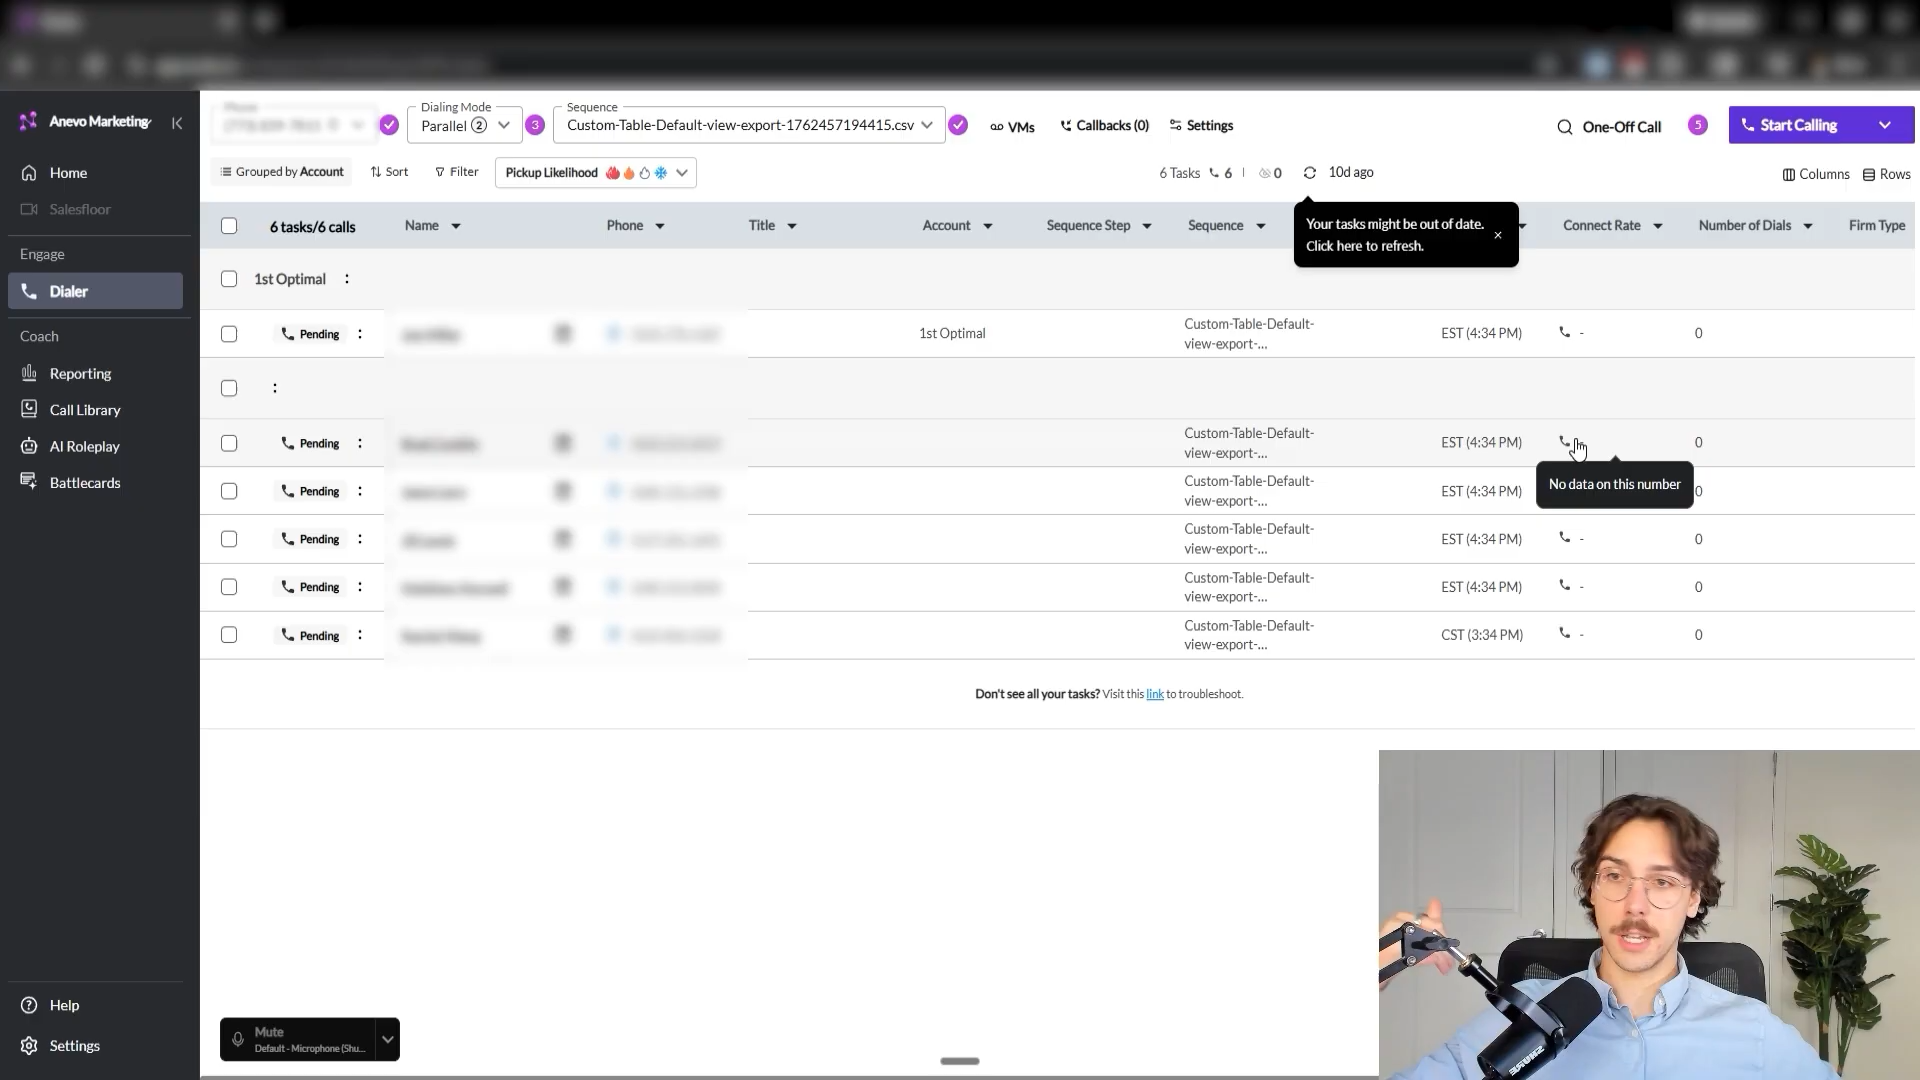 Anevo Marketing
Home
Salesfloor
Engage
Dialer
Coach
Reporting
Call Library
AI Roleplay
Battlecards
Help
Settings
Phone
Dialing Mode
Parallel 2
3
Sequence
Custom-Table-Default-view-export-1762457194415.csv
VMs
Callbacks (0)
Settings
One-Off Call
5
Start Calling
Grouped by Account
Sort
Filter
Pickup Likelihood
6 Tasks 6 | 0
10d ago
Columns
Rows
Your tasks might be out of date.
Click here to refresh.
6 tasks/6 calls
Name
Phone
Title
Account
Sequence Step
Sequence
Connect Rate
Number of Dials
Firm Type
1st Optimal
Pending
1st Optimal
Custom-Table-Default-
view-export-...
EST (4:34 PM)
-
0
Pending
Custom-Table-Default-
view-export-...
EST (4:34 PM)
0
No data on this number
Pending
Custom-Table-Default-
view-export-...
EST (4:34 PM)
0
Pending
Custom-Table-Default-
view-export-...
EST (4:34 PM)
-
0
Pending
Custom-Table-Default-
view-export-...
EST (4:34 PM)
-
0
Pending
Custom-Table-Default-
view-export-...
CST (3:34 PM)
-
0
Don't see all your tasks? Visit this link to troubleshoot.
Mute
Default - Microphone (Shu...
SHURE